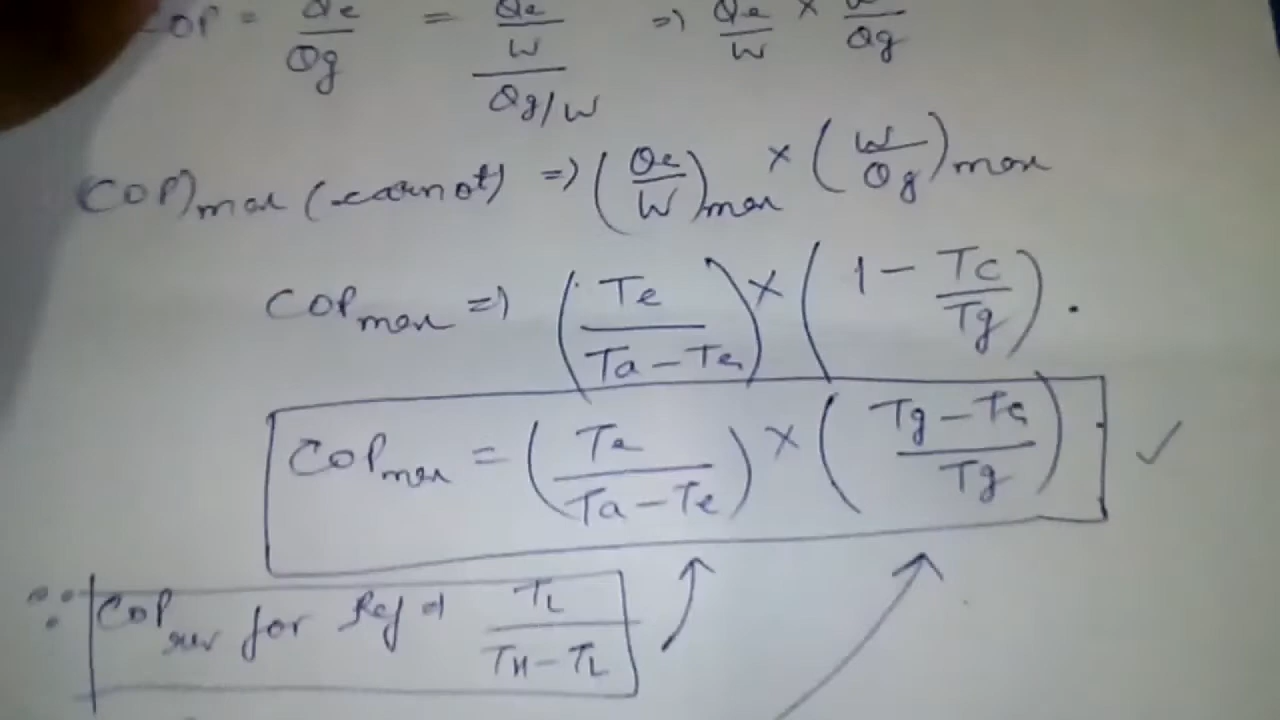 COP = Qe/Qg = (Qe/W)/(Qg/W) => Qe/W × W/Qg
COP)max (carnot) => (Qe/W)max × (W/Qg)max
COPmax => (Te/(Ta - Te)) × (1 - Tc/Tg).
COPmax = (Te/(Ta - Te)) × ((Tg - Ta)/Tg) ✓
∵ COPrev for Ref => TL/(TH - TL)